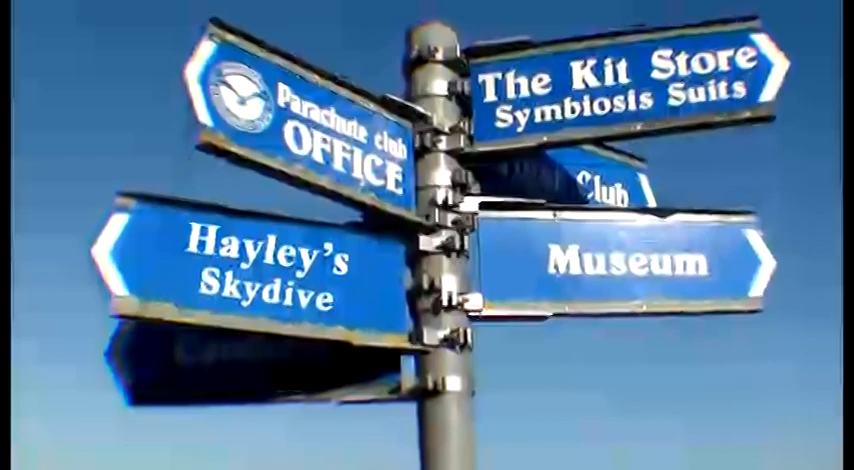 Parachute club
OFFICE
The Kit Store
Symbiosis Suits
Club
Hayley's
Skydive
Museum